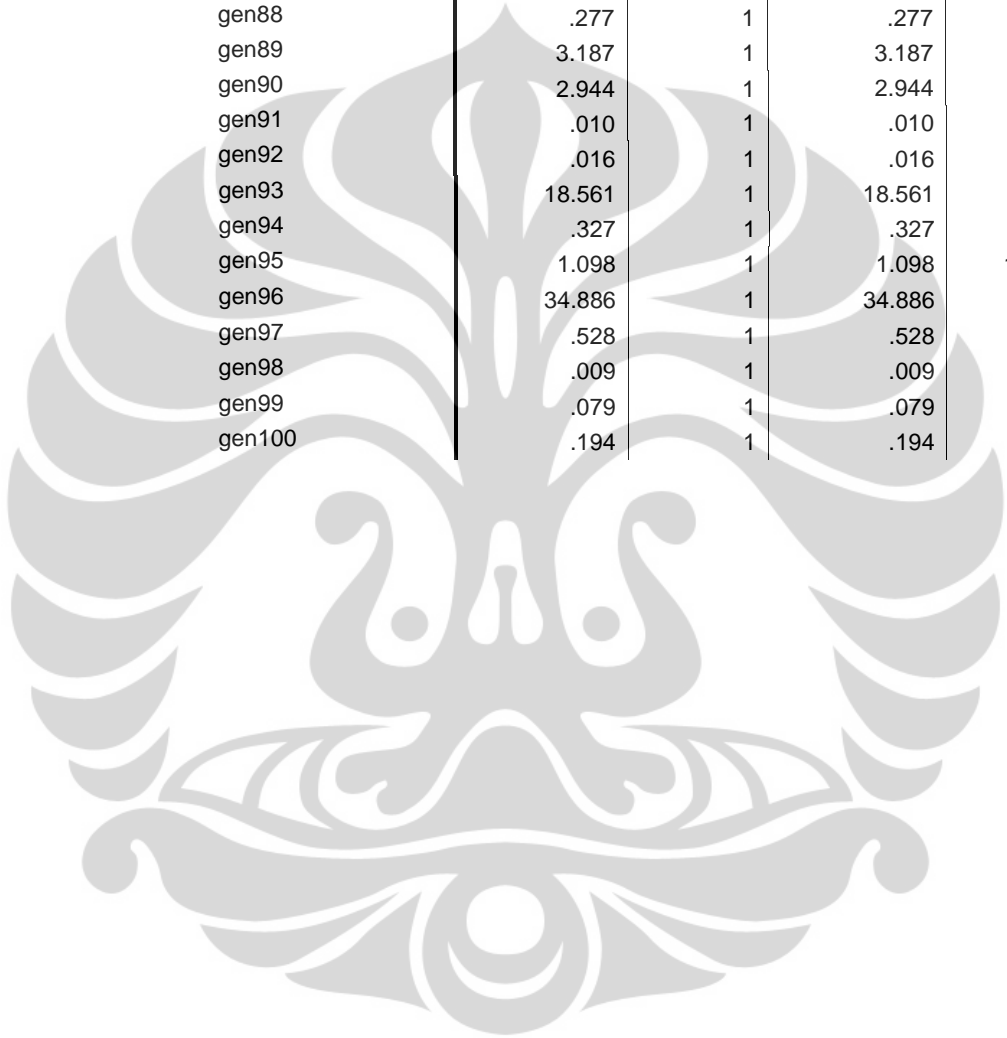 gen88 .277 1 .277
gen89 3.187 1 3.187
gen90 2.944 1 2.944
gen91 .010 1 .010
gen92 .016 1 .016
gen93 18.561 1 18.561
gen94 .327 1 .327
gen95 1.098 1 1.098
gen96 34.886 1 34.886
gen97 .528 1 .528
gen98 .009 1 .009
gen99 .079 1 .079
gen100 .194 1 .194